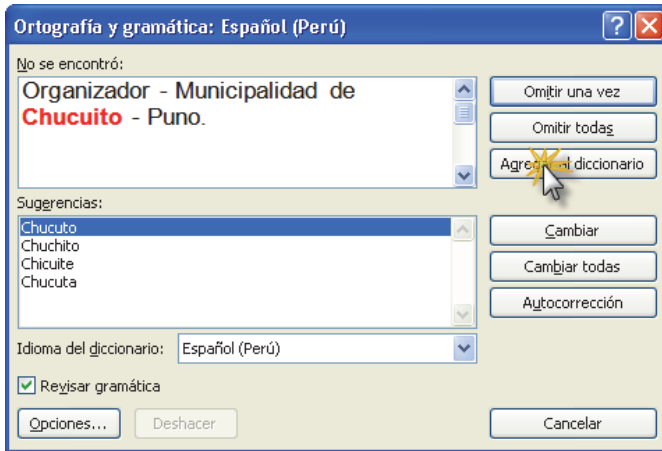 Ortografía y gramática: Español (Perú)
No se encontró:
Organizador - Municipalidad de
Chucuito - Puno.
Omitir una vez
Omitir todas
Agregar al diccionario
Sugerencias:
Chucuto
Chuchito
Chicuite
Chucuta
Cambiar
Cambiar todas
Autocorrección
Idioma del diccionario: Español (Perú)
Revisar gramática
Opciones...
Deshacer
Cancelar